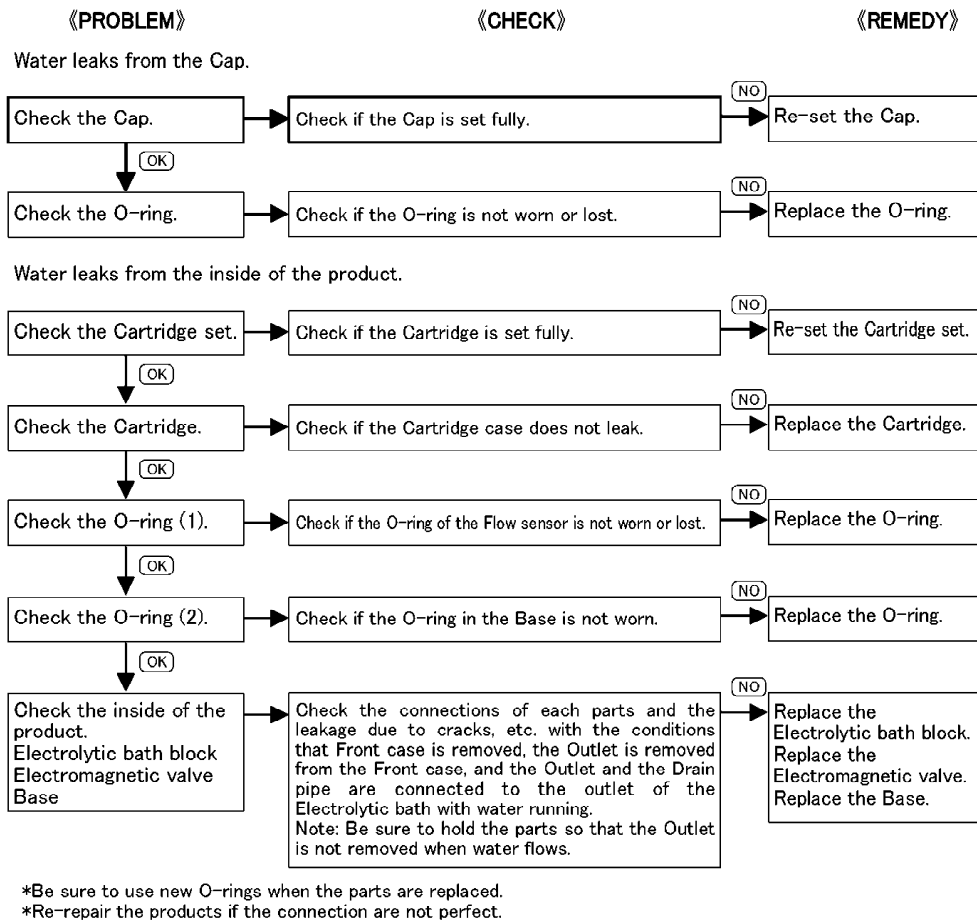 《PROBLEM》 《CHECK》 《REMEDY》
Water leaks from the Cap.
Check the Cap.
Check if the Cap is set fully.
NO
Re-set the Cap.
OK
Check the O-ring.
Check if the O-ring is not worn or lost.
NO
Replace the O-ring.
Water leaks from the inside of the product.
Check the Cartridge set.
Check if the Cartridge is set fully.
NO
Re-set the Cartridge set.
OK
Check the Cartridge.
Check if the Cartridge case does not leak.
NO
Replace the Cartridge.
OK
Check the O-ring (1).
Check if the O-ring of the Flow sensor is not worn or lost.
NO
Replace the O-ring.
OK
Check the O-ring (2).
Check if the O-ring in the Base is not worn.
NO
Replace the O-ring.
OK
Check the inside of the
product.
Electrolytic bath block
Electromagnetic valve
Base
Check the connections of each parts and the
leakage due to cracks, etc. with the conditions
that Front case is removed, the Outlet is removed
from the Front case, and the Outlet and the Drain
pipe are connected to the outlet of the
Electrolytic bath with water running.
Note: Be sure to hold the parts so that the Outlet
is not removed when water flows.
NO
Replace the
Electrolytic bath block.
Replace the
Electromagnetic valve.
Replace the Base.
*Be sure to use new O-rings when the parts are replaced.
*Re-repair the products if the connection are not perfect.